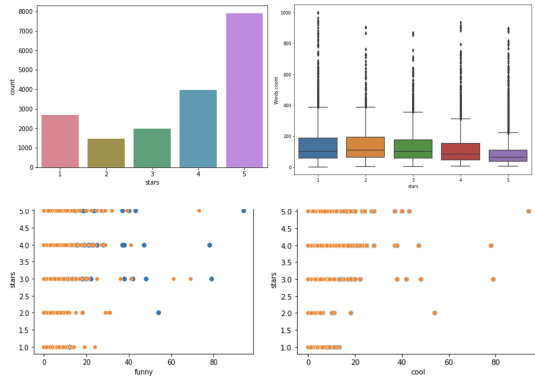 8000
7000
6000
5000
4000
3000
2000
1000
0
count
1 2 3 4 5
stars
1000
800
600
400
200
0
Words count
1 2 3 4 5
stars
5.0
4.5
4.0
3.5
3.0
2.5
2.0
1.5
1.0
stars
0 20 40 60 80
funny
5.0
4.5
4.0
3.5
3.0
2.5
2.0
1.5
1.0
stars
0 20 40 60 80
cool